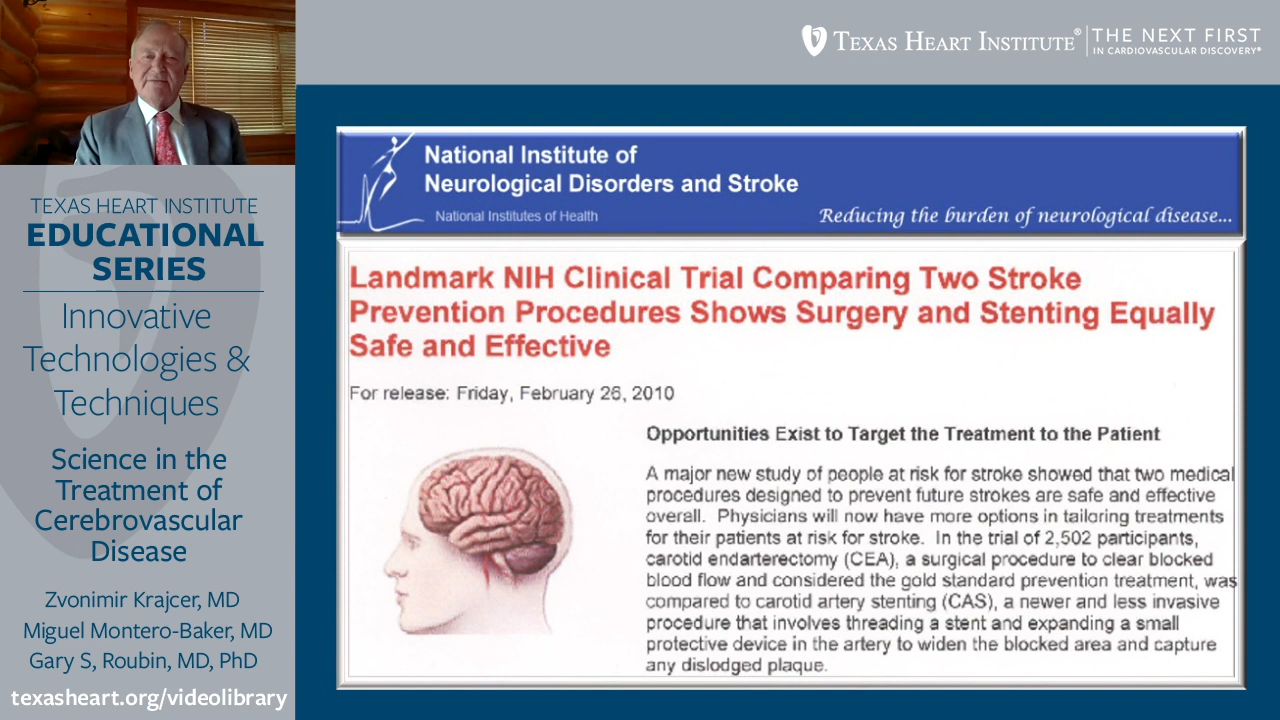 TEXAS HEART INSTITUTE® THE NEXT FIRST
IN CARDIOVASCULAR DISCOVERY®
TEXAS HEART INSTITUTE
EDUCATIONAL
SERIES
Innovative
Technologies &
Techniques
Science in the
Treatment of
Cerebrovascular
Disease
Zvonimir Krajcer, MD
Miguel Montero-Baker, MD
Gary S, Roubin, MD, PhD
texasheart.org/videolibrary
National Institute of
Neurological Disorders and Stroke
National Institutes of Health
Reducing the burden of neurological disease...
Landmark NIH Clinical Trial Comparing Two Stroke
Prevention Procedures Shows Surgery and Stenting Equally
Safe and Effective
For release: Friday, February 26, 2010
Opportunities Exist to Target the Treatment to the Patient
A major new study of people at risk for stroke showed that two medical
procedures designed to prevent future strokes are safe and effective
overall. Physicians will now have more options in tailoring treatments
for their patients at risk for stroke. In the trial of 2,502 participants,
carotid endarterectomy (CEA), a surgical procedure to clear blocked
blood flow and considered the gold standard prevention treatment, was
compared to carotid artery stenting (CAS), a newer and less invasive
procedure that involves threading a stent and expanding a small
protective device in the artery to widen the blocked area and capture
any dislodged plaque.